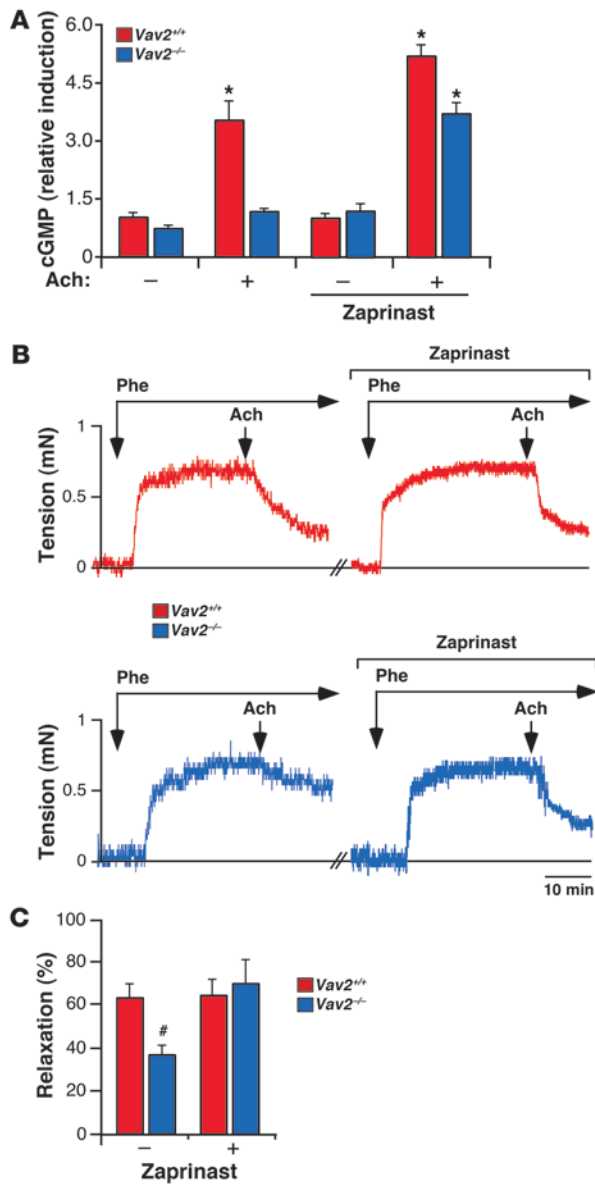 A
Vav2+/+
Vav2–/–
cGMP (relative induction)
6.0
4.5
3.0
1.5
0
*
*
*
Ach:
–
+
–
+
Zaprinast
B
Zaprinast
Phe
Phe
Ach
Ach
Tension (mN)
1
0.5
0
Vav2+/+
Vav2–/–
Zaprinast
Phe
Phe
Ach
Ach
Tension (mN)
1
0.5
0
10 min
C
Relaxation (%)
100
80
60
40
20
0
#
Vav2+/+
Vav2–/–
–
+
Zaprinast